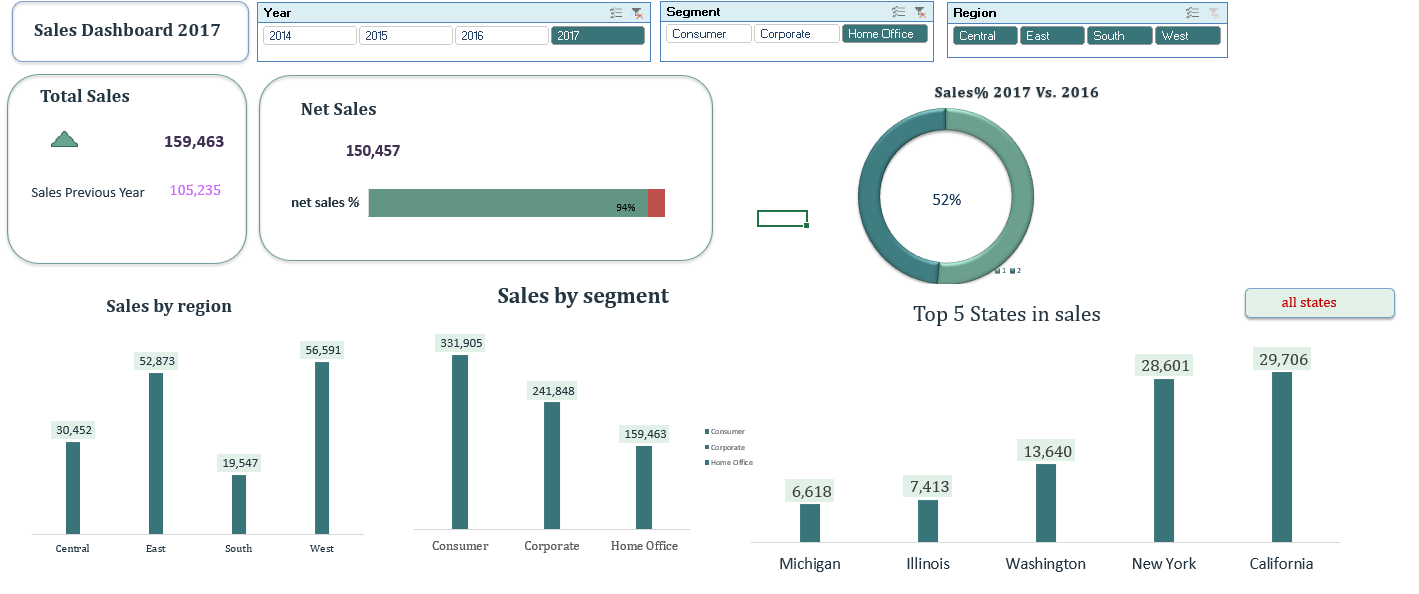 Sales Dashboard 2017
Year
2014 2015 2016 2017
Segment
Consumer Corporate Home Office
Region
Central East South West
Total Sales
159,463
Sales Previous Year 105,235
Net Sales
150,457
net sales % 94%
Sales% 2017 Vs. 2016
52%
1 2
Sales by region
30,452
52,873
19,547
56,591
Central East South West
Sales by segment
331,905
241,848
159,463
Consumer Corporate Home Office
Consumer
Corporate
Home Office
Top 5 States in sales
all states
6,618
7,413
13,640
28,601
29,706
Michigan Illinois Washington New York California